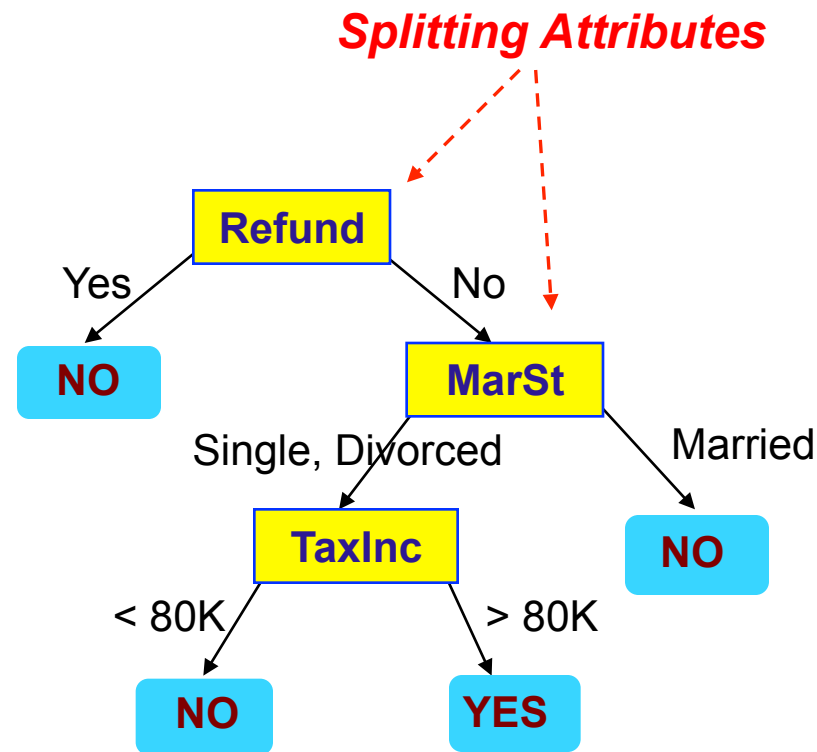 Splitting Attributes
Refund
Yes
No
NO
MarSt
Single, Divorced
Married
TaxInc
NO
< 80K
> 80K
NO
YES